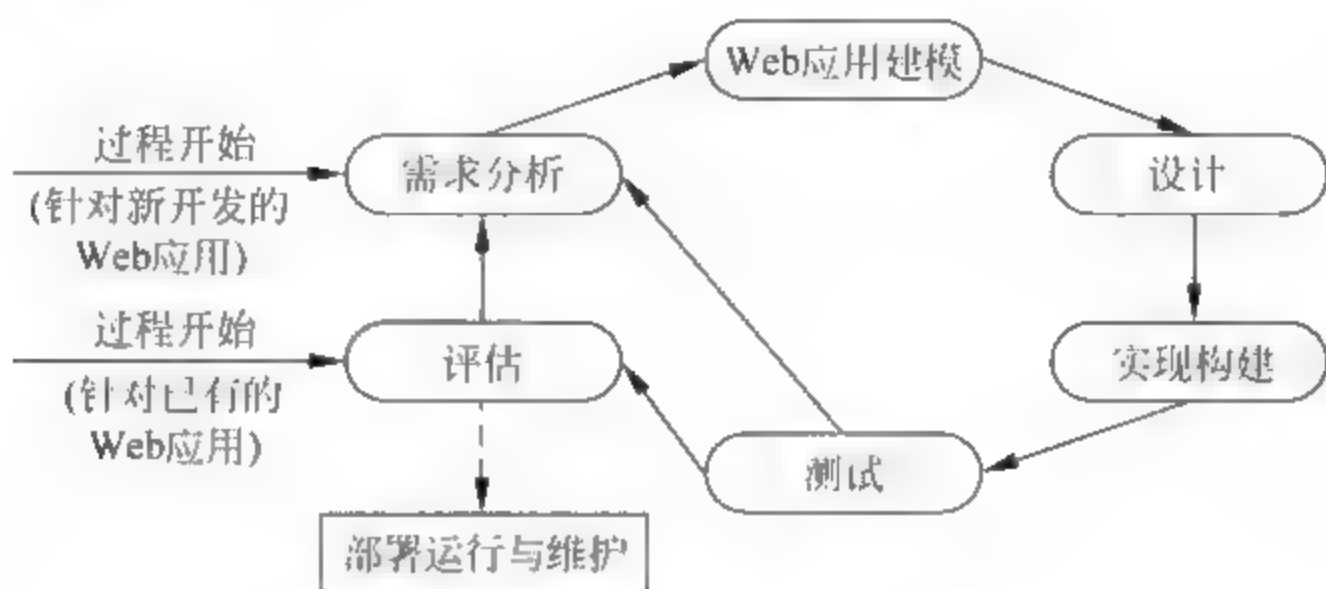 Web应用建模
过程开始
需求分析
设计
(针对新开发的
Web应用)
过程开始
评估
实现构建
(针对已有的
Web应用)
测试
部署运行与维护